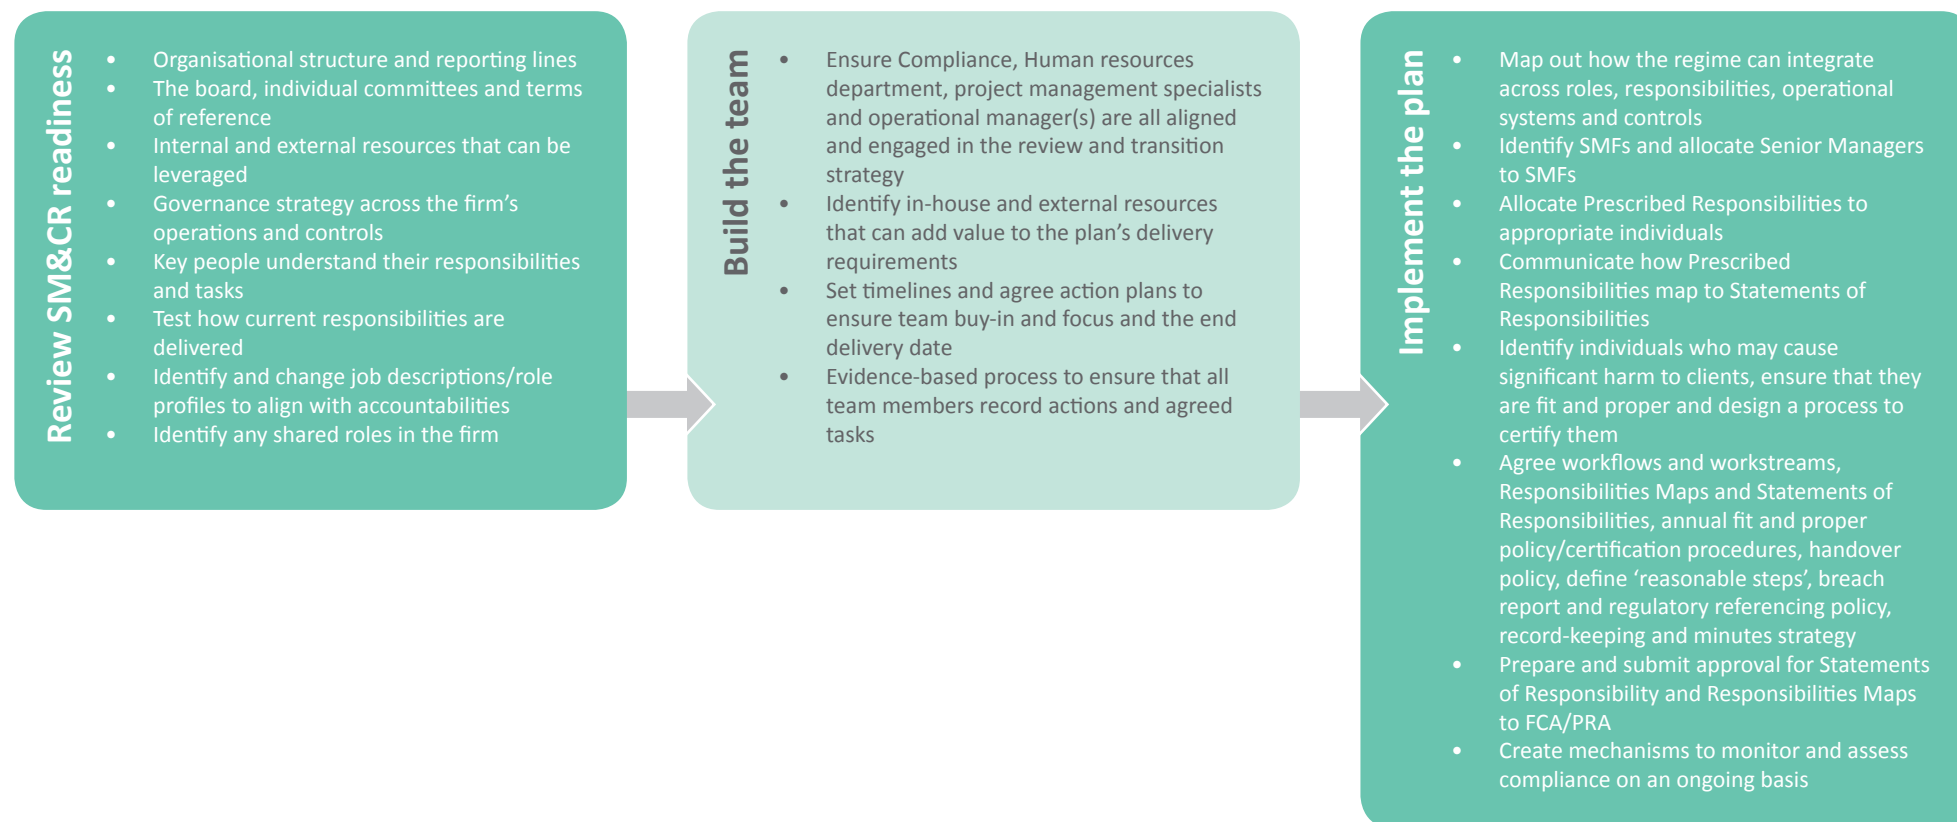 Review SM&CR readiness
• Organisational structure and reporting lines
• The board, individual committees and terms
of reference
• Internal and external resources that can be
leveraged
• Governance strategy across the firm’s
operations and controls
• Key people understand their responsibilities
and tasks
• Test how current responsibilities are
delivered
• Identify and change job descriptions/role
profiles to align with accountabilities
• Identify any shared roles in the firm
Build the team
• Ensure Compliance, Human resources
department, project management specialists
and operational manager(s) are all aligned
and engaged in the review and transition
strategy
• Identify in-house and external resources
that can add value to the plan’s delivery
requirements
• Set timelines and agree action plans to
ensure team buy-in and focus and the end
delivery date
• Evidence-based process to ensure that all
team members record actions and agreed
tasks
Implement the plan
• Map out how the regime can integrate
across roles, responsibilities, operational
systems and controls
• Identify SMFs and allocate Senior Managers
to SMFs
• Allocate Prescribed Responsibilities to
appropriate individuals
• Communicate how Prescribed
Responsibilities map to Statements of
Responsibilities
• Identify individuals who may cause
significant harm to clients, ensure that they
are fit and proper and design a process to
certify them
• Agree workflows and workstreams,
Responsibilities Maps and Statements of
Responsibilities, annual fit and proper
policy/certification procedures, handover
policy, define ‘reasonable steps’, breach
report and regulatory referencing policy,
record-keeping and minutes strategy
• Prepare and submit approval for Statements
of Responsibility and Responsibilities Maps
to FCA/PRA
• Create mechanisms to monitor and assess
compliance on an ongoing basis